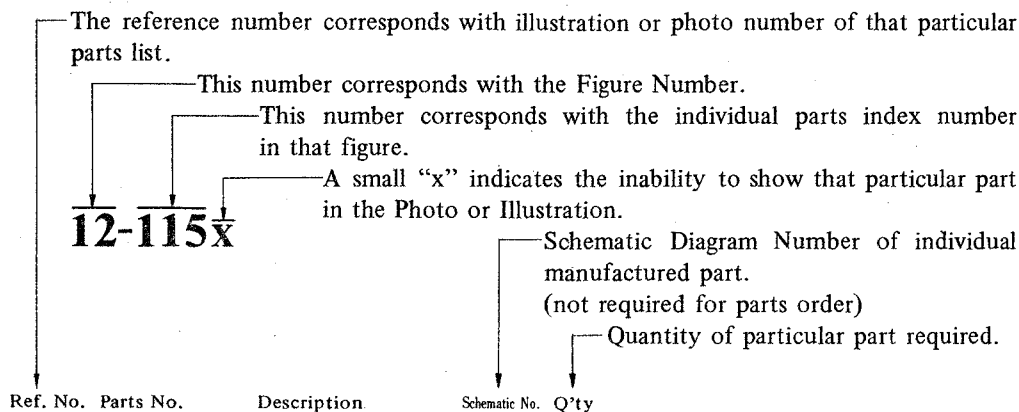 The reference number corresponds with illustration or photo number of that particular
parts list.
This number corresponds with the Figure Number.
This number corresponds with the individual parts index number
in that figure.
A small “x” indicates the inability to show that particular part
in the Photo or Illustration.
12-115x
Schematic Diagram Number of individual
manufactured part.
(not required for parts order)
Quantity of particular part required.
Ref. No. Parts No. Description Schematic No. Q'ty